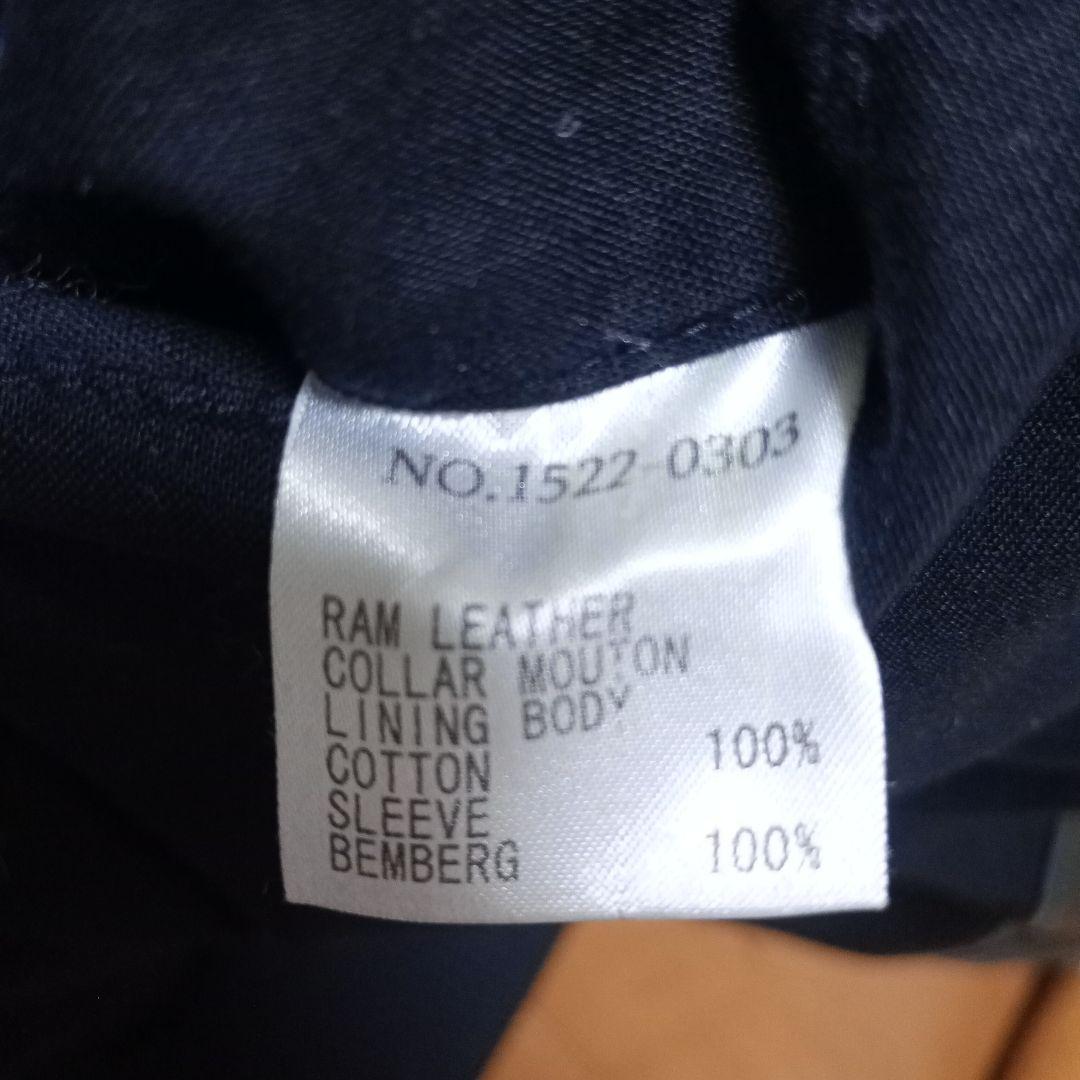 NO.1522-0303
RAM LEATHER
COLLAR MOUTON
LINING BODY
COTTON 100%
SLEEVE
BEMBERG 100%